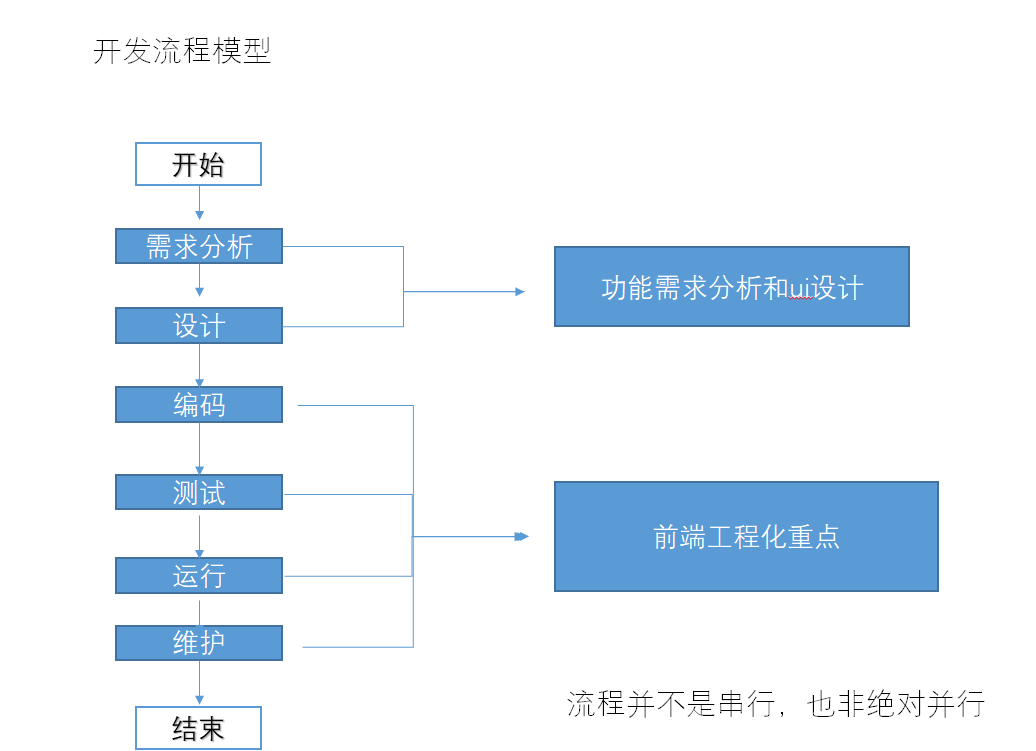 开发流程模型
开始
需求分析
设计
编码
测试
运行
维护
结束
功能需求分析和ui设计
前端工程化重点
流程并不是串行，也非绝对并行